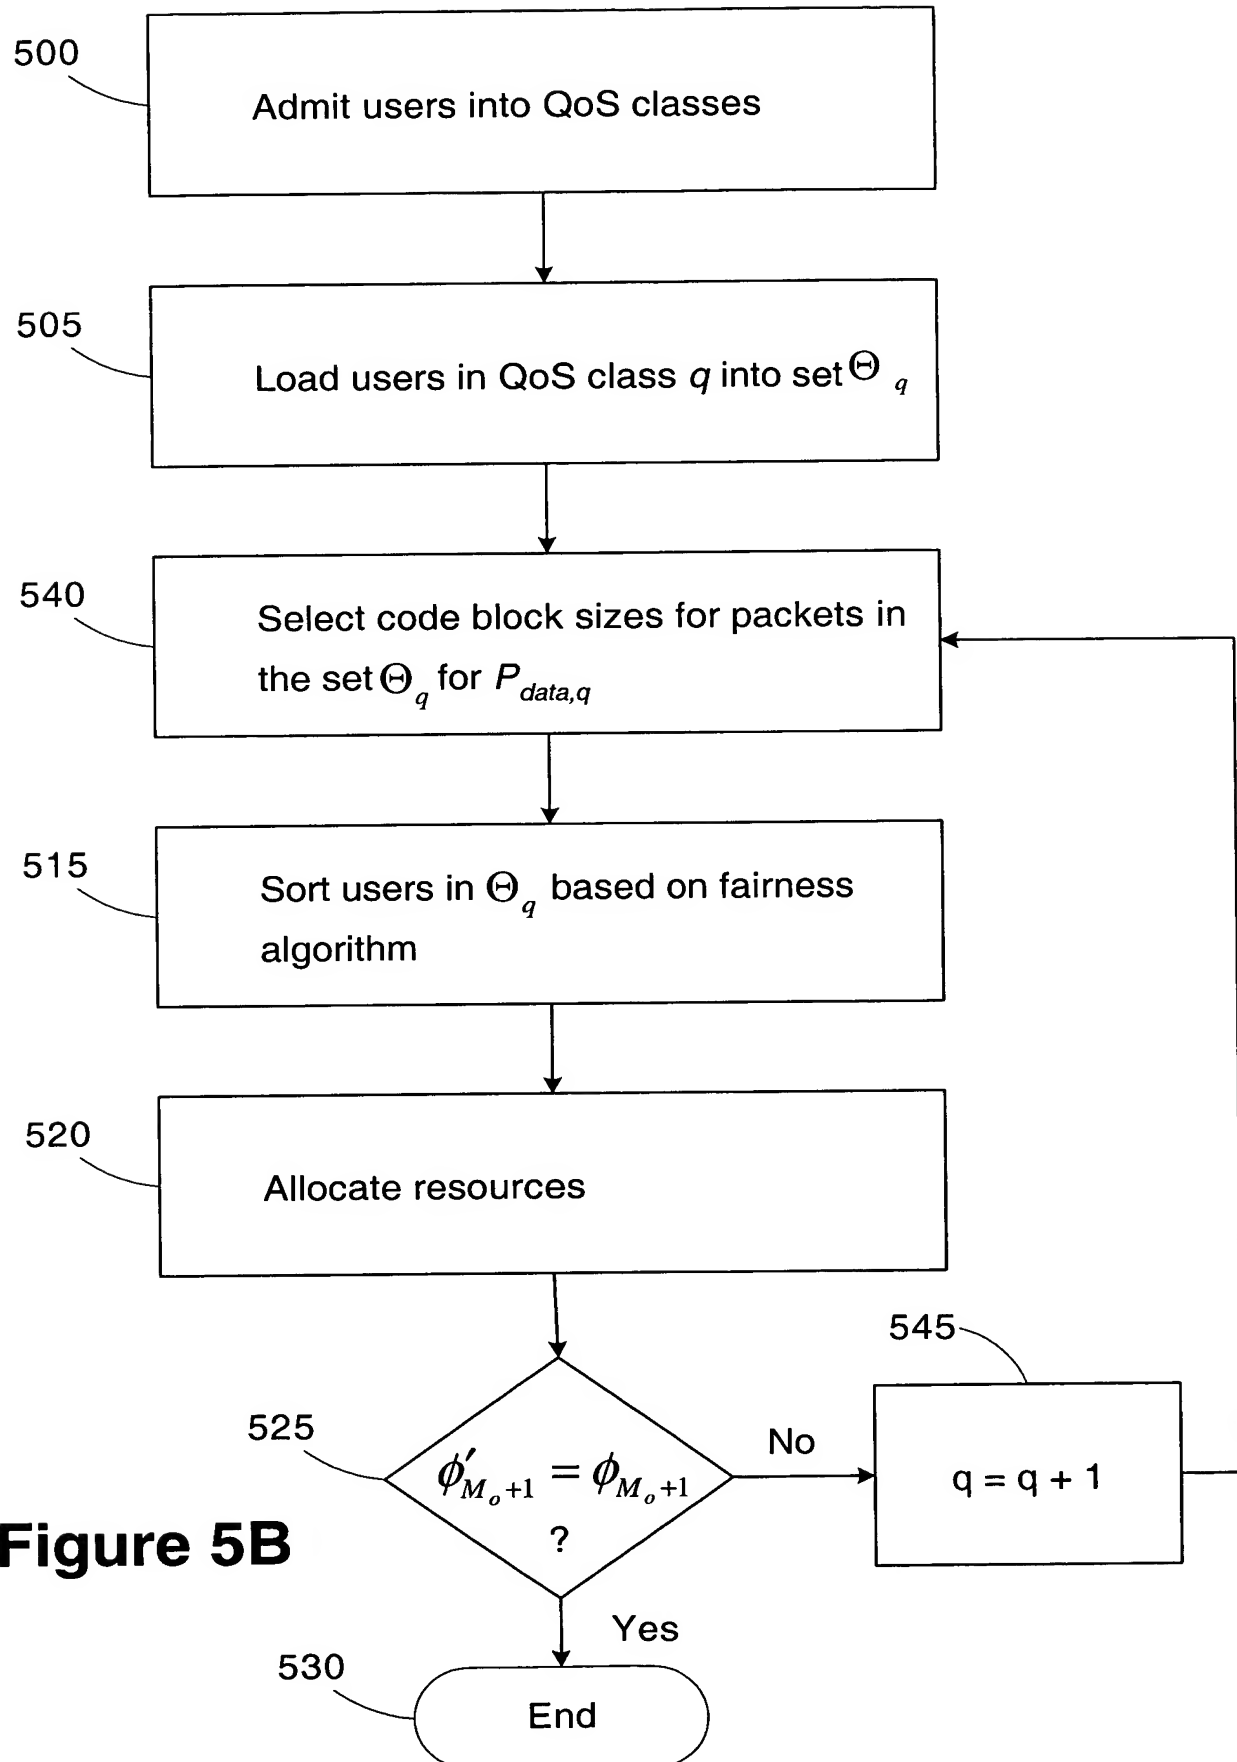 500
Admit users into QoS classes
505
Load users in QoS class q into set Θ q
540
Select code block sizes for packets in
the set Θq for Pdata,q
515
Sort users in Θq based on fairness
algorithm
520
Allocate resources
545
525
No
ϕ′Mo+1 = ϕMo+1
?
q = q + 1
Figure 5B
Yes
530
End